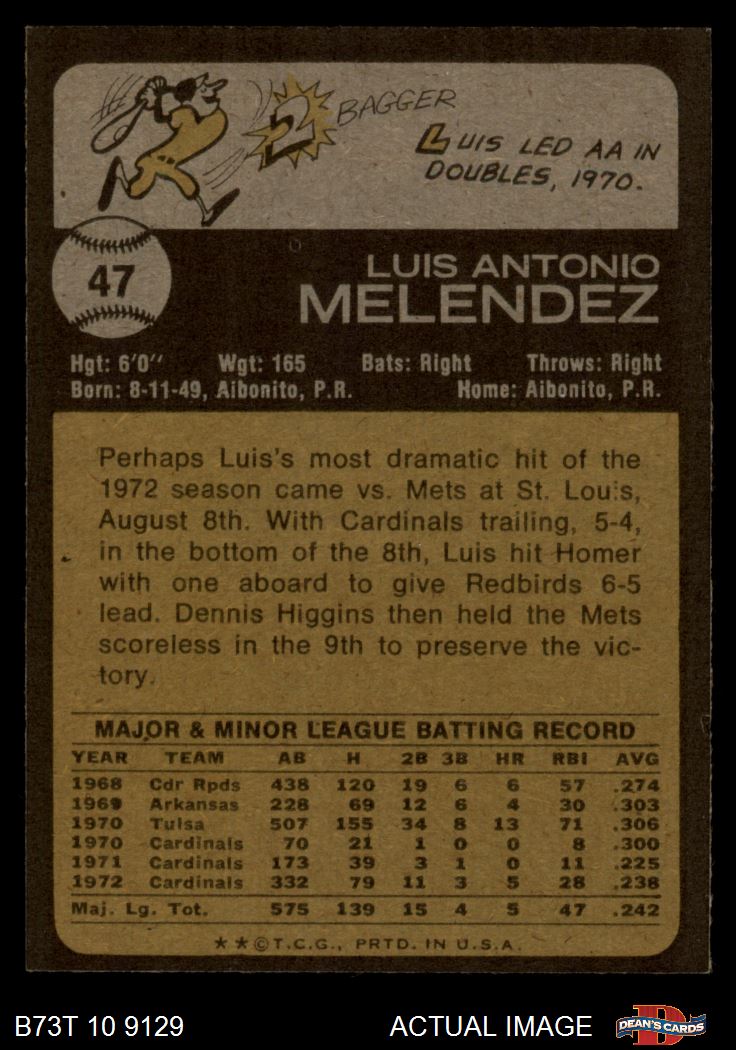 2 BAGGER
LUIS LED AA IN
DOUBLES, 1970.
47
LUIS ANTONIO
MELENDEZ
Hgt: 6'0" Wgt: 165 Bats: Right Throws: Right
Born: 8-11-49, Aibonito, P.R. Home: Aibonito, P.R.
Perhaps Luis's most dramatic hit of the
1972 season came vs. Mets at St. Louis,
August 8th. With Cardinals trailing, 5-4,
in the bottom of the 8th, Luis hit Homer
with one aboard to give Redbirds 6-5
lead. Dennis Higgins then held the Mets
scoreless in the 9th to preserve the vic-
tory.
MAJOR & MINOR LEAGUE BATTING RECORD
YEAR TEAM AB H 2B 3B HR RBI AVG
1968 Cdr Rpds 438 120 19 6 6 57 .274
1969 Arkansas 228 69 12 6 4 30 .303
1970 Tulsa 507 155 34 8 13 71 .306
1970 Cardinals 70 21 1 0 0 8 .300
1971 Cardinals 173 39 3 1 0 11 .225
1972 Cardinals 332 79 11 3 5 28 .238
Maj. Lg. Tot. 575 139 15 4 5 47 .242
★★©T.C.G., PRTD. IN U.S.A.
B73T 10 9129 ACTUAL IMAGE D DEAN'S CARDS